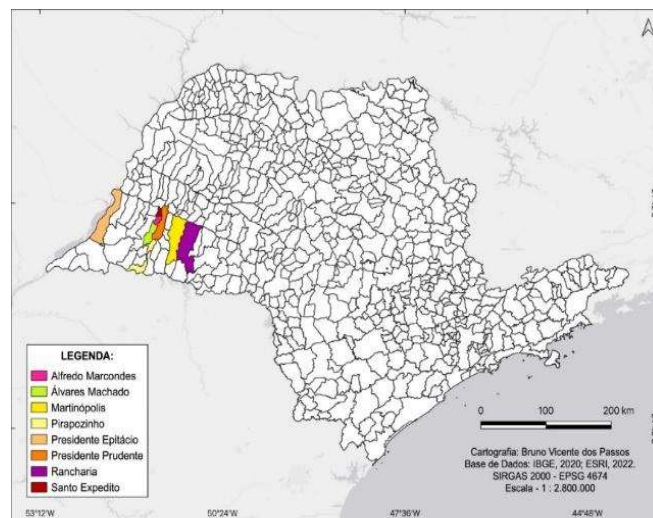 LEGENDA:
Alfredo Marcondes
Álvares Machado
Martinópolis
Pirapozinho
Presidente Epitácio
Presidente Prudente
Rancharia
Santo Expedito
0 100 200 km
Cartografia: Bruno Vicente dos Passos
Base de Dados: IBGE, 2020; ESRI, 2022.
SIRGAS 2000 - EPSG 4674
Escala - 1 : 2.800.000
53°12'W 50°24'W 47°36'W 44°48'W